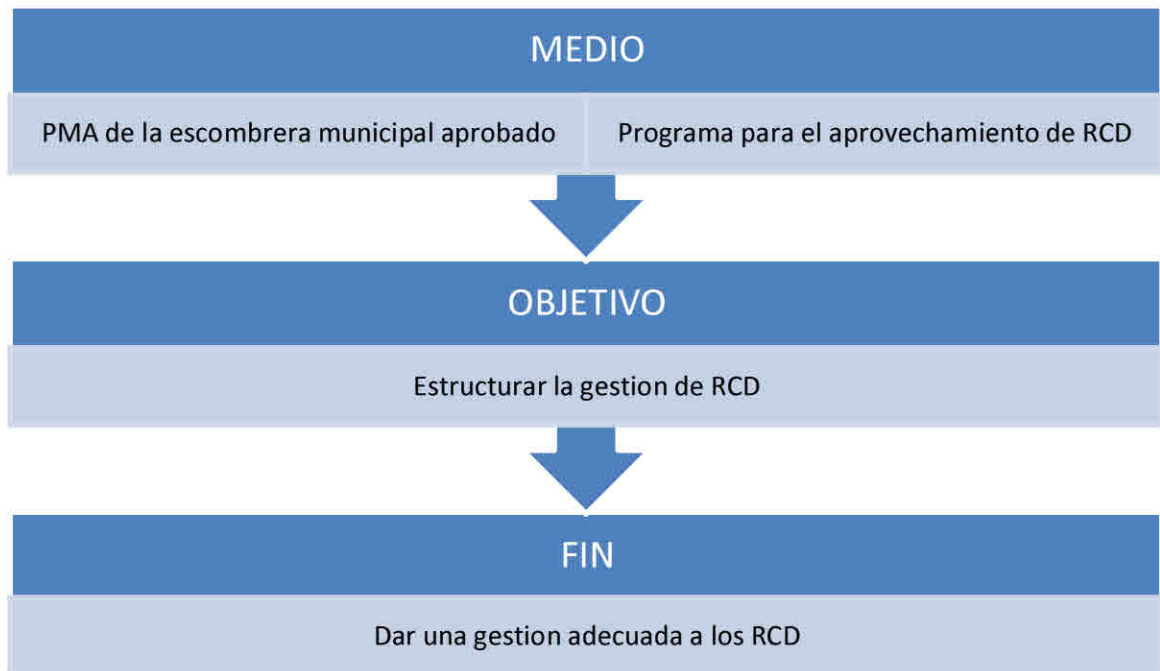 MEDIO
PMA de la escombrera municipal aprobado
Programa para el aprovechamiento de RCD
OBJETIVO
Estructurar la gestion de RCD
FIN
Dar una gestion adecuada a los RCD